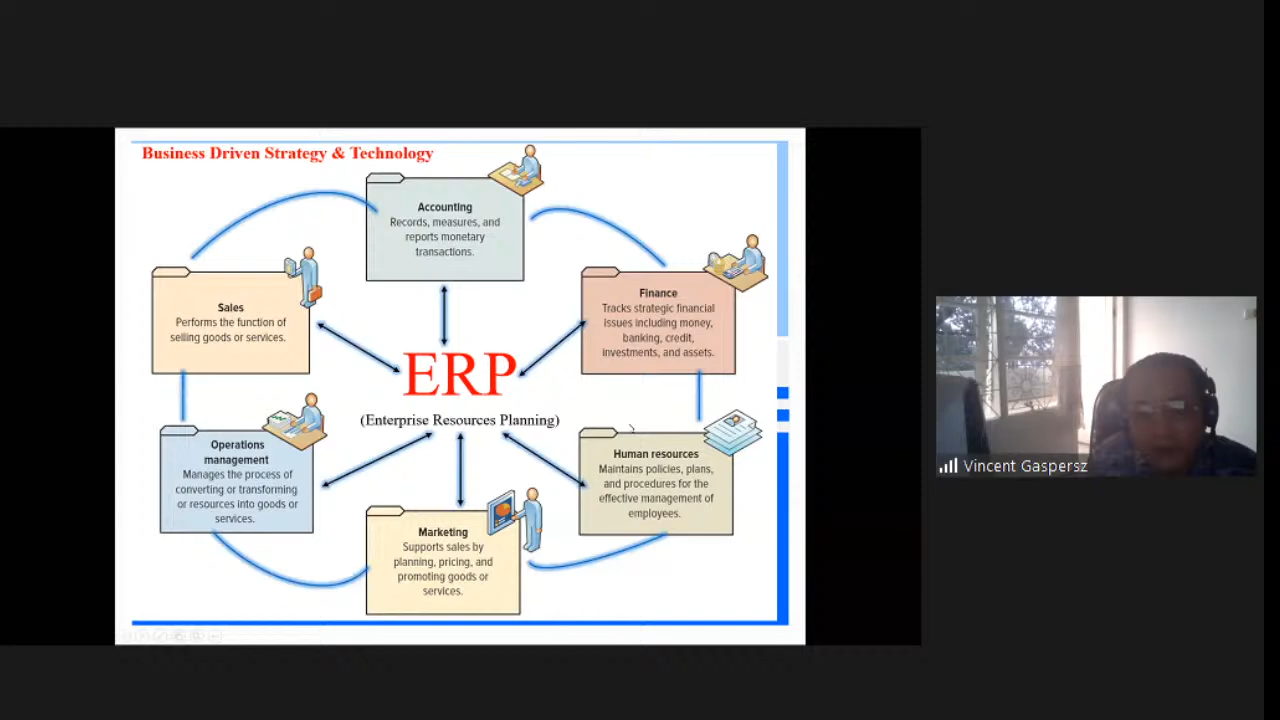 Business Driven Strategy & Technology
Accounting
Records, measures, and
reports monetary
transactions.
Sales
Performs the function of
selling goods or services.
Finance
Tracks strategic financial
issues including money,
banking, credit,
investments, and assets.
ERP
(Enterprise Resources Planning)
Operations
management
Manages the process of
converting or transforming
or resources into goods or
services.
Human resources
Maintains policies, plans,
and procedures for the
effective management of
employees.
Marketing
Supports sales by
planning, pricing, and
promoting goods or
services.
Vincent Gaspersz